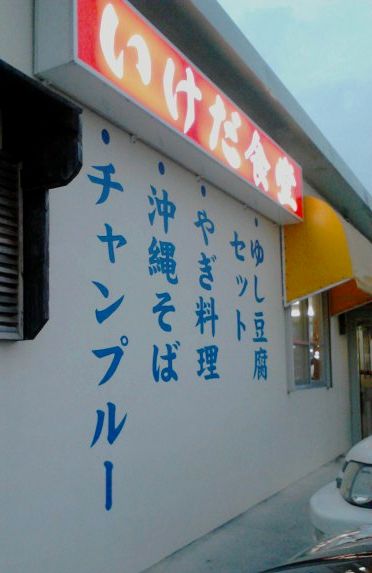 いけだ食堂
・ゆし豆腐
セット
・やぎ料理
・沖縄そば
・チャンプルー